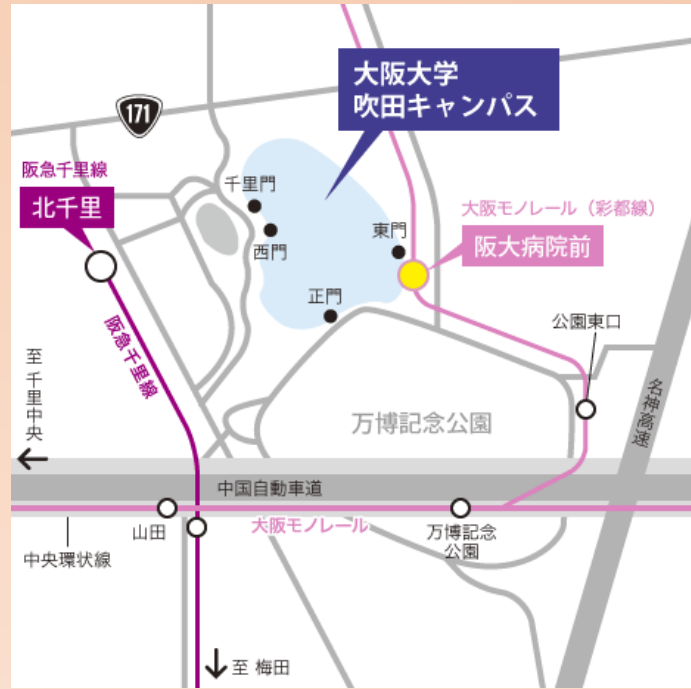 大阪大学
吹田キャンパス
171
阪急千里線
北千里
千里門
西門
東門
正門
大阪モノレール（彩都線）
阪大病院前
公園東口
阪急千里線
至 千里中央
万博記念公園
名神高速
中国自動車道
山田
大阪モノレール
万博記念
公園
中央環状線
至 梅田